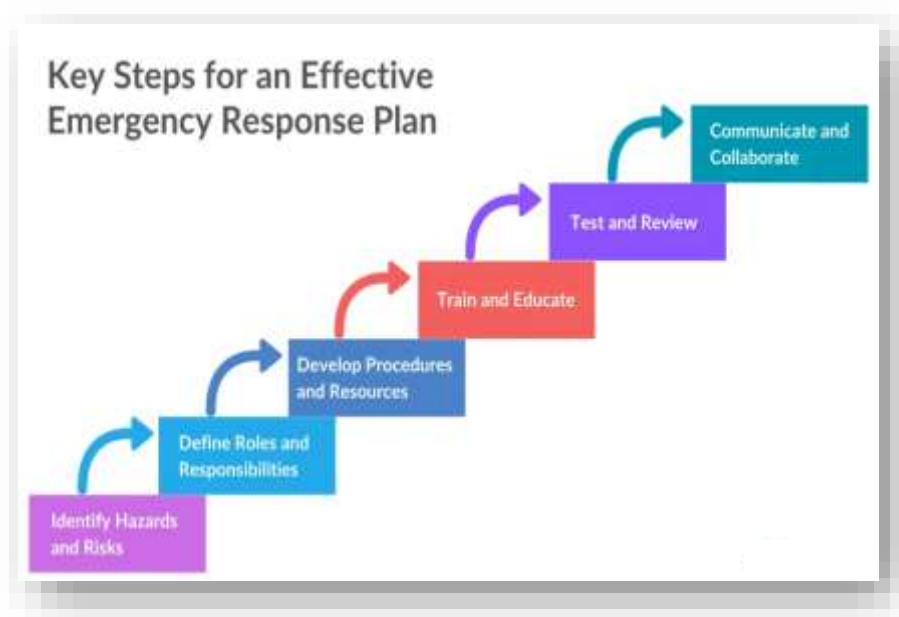 Key Steps for an Effective
Emergency Response Plan
Communicate and
Collaborate
Test and Review
Train and Educate
Develop Procedures
and Resources
Define Roles and
Responsibilities
Identify Hazards
and Risks